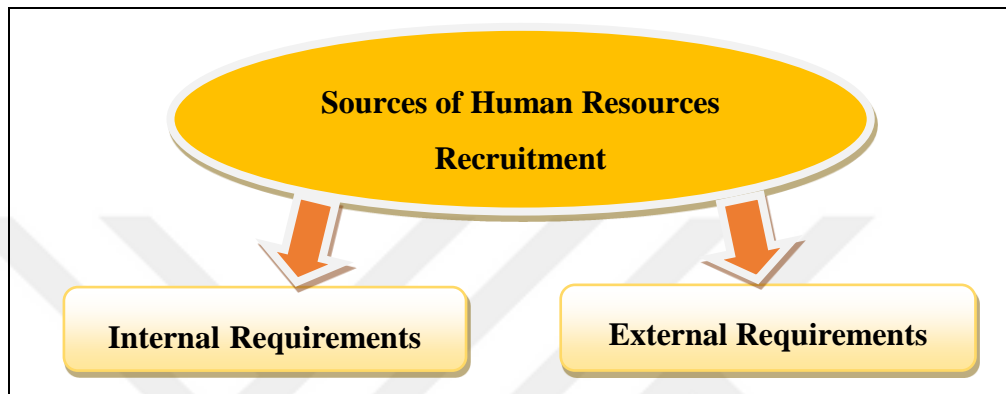 Sources of Human Resources
Recruitment
Internal Requirements
External Requirements